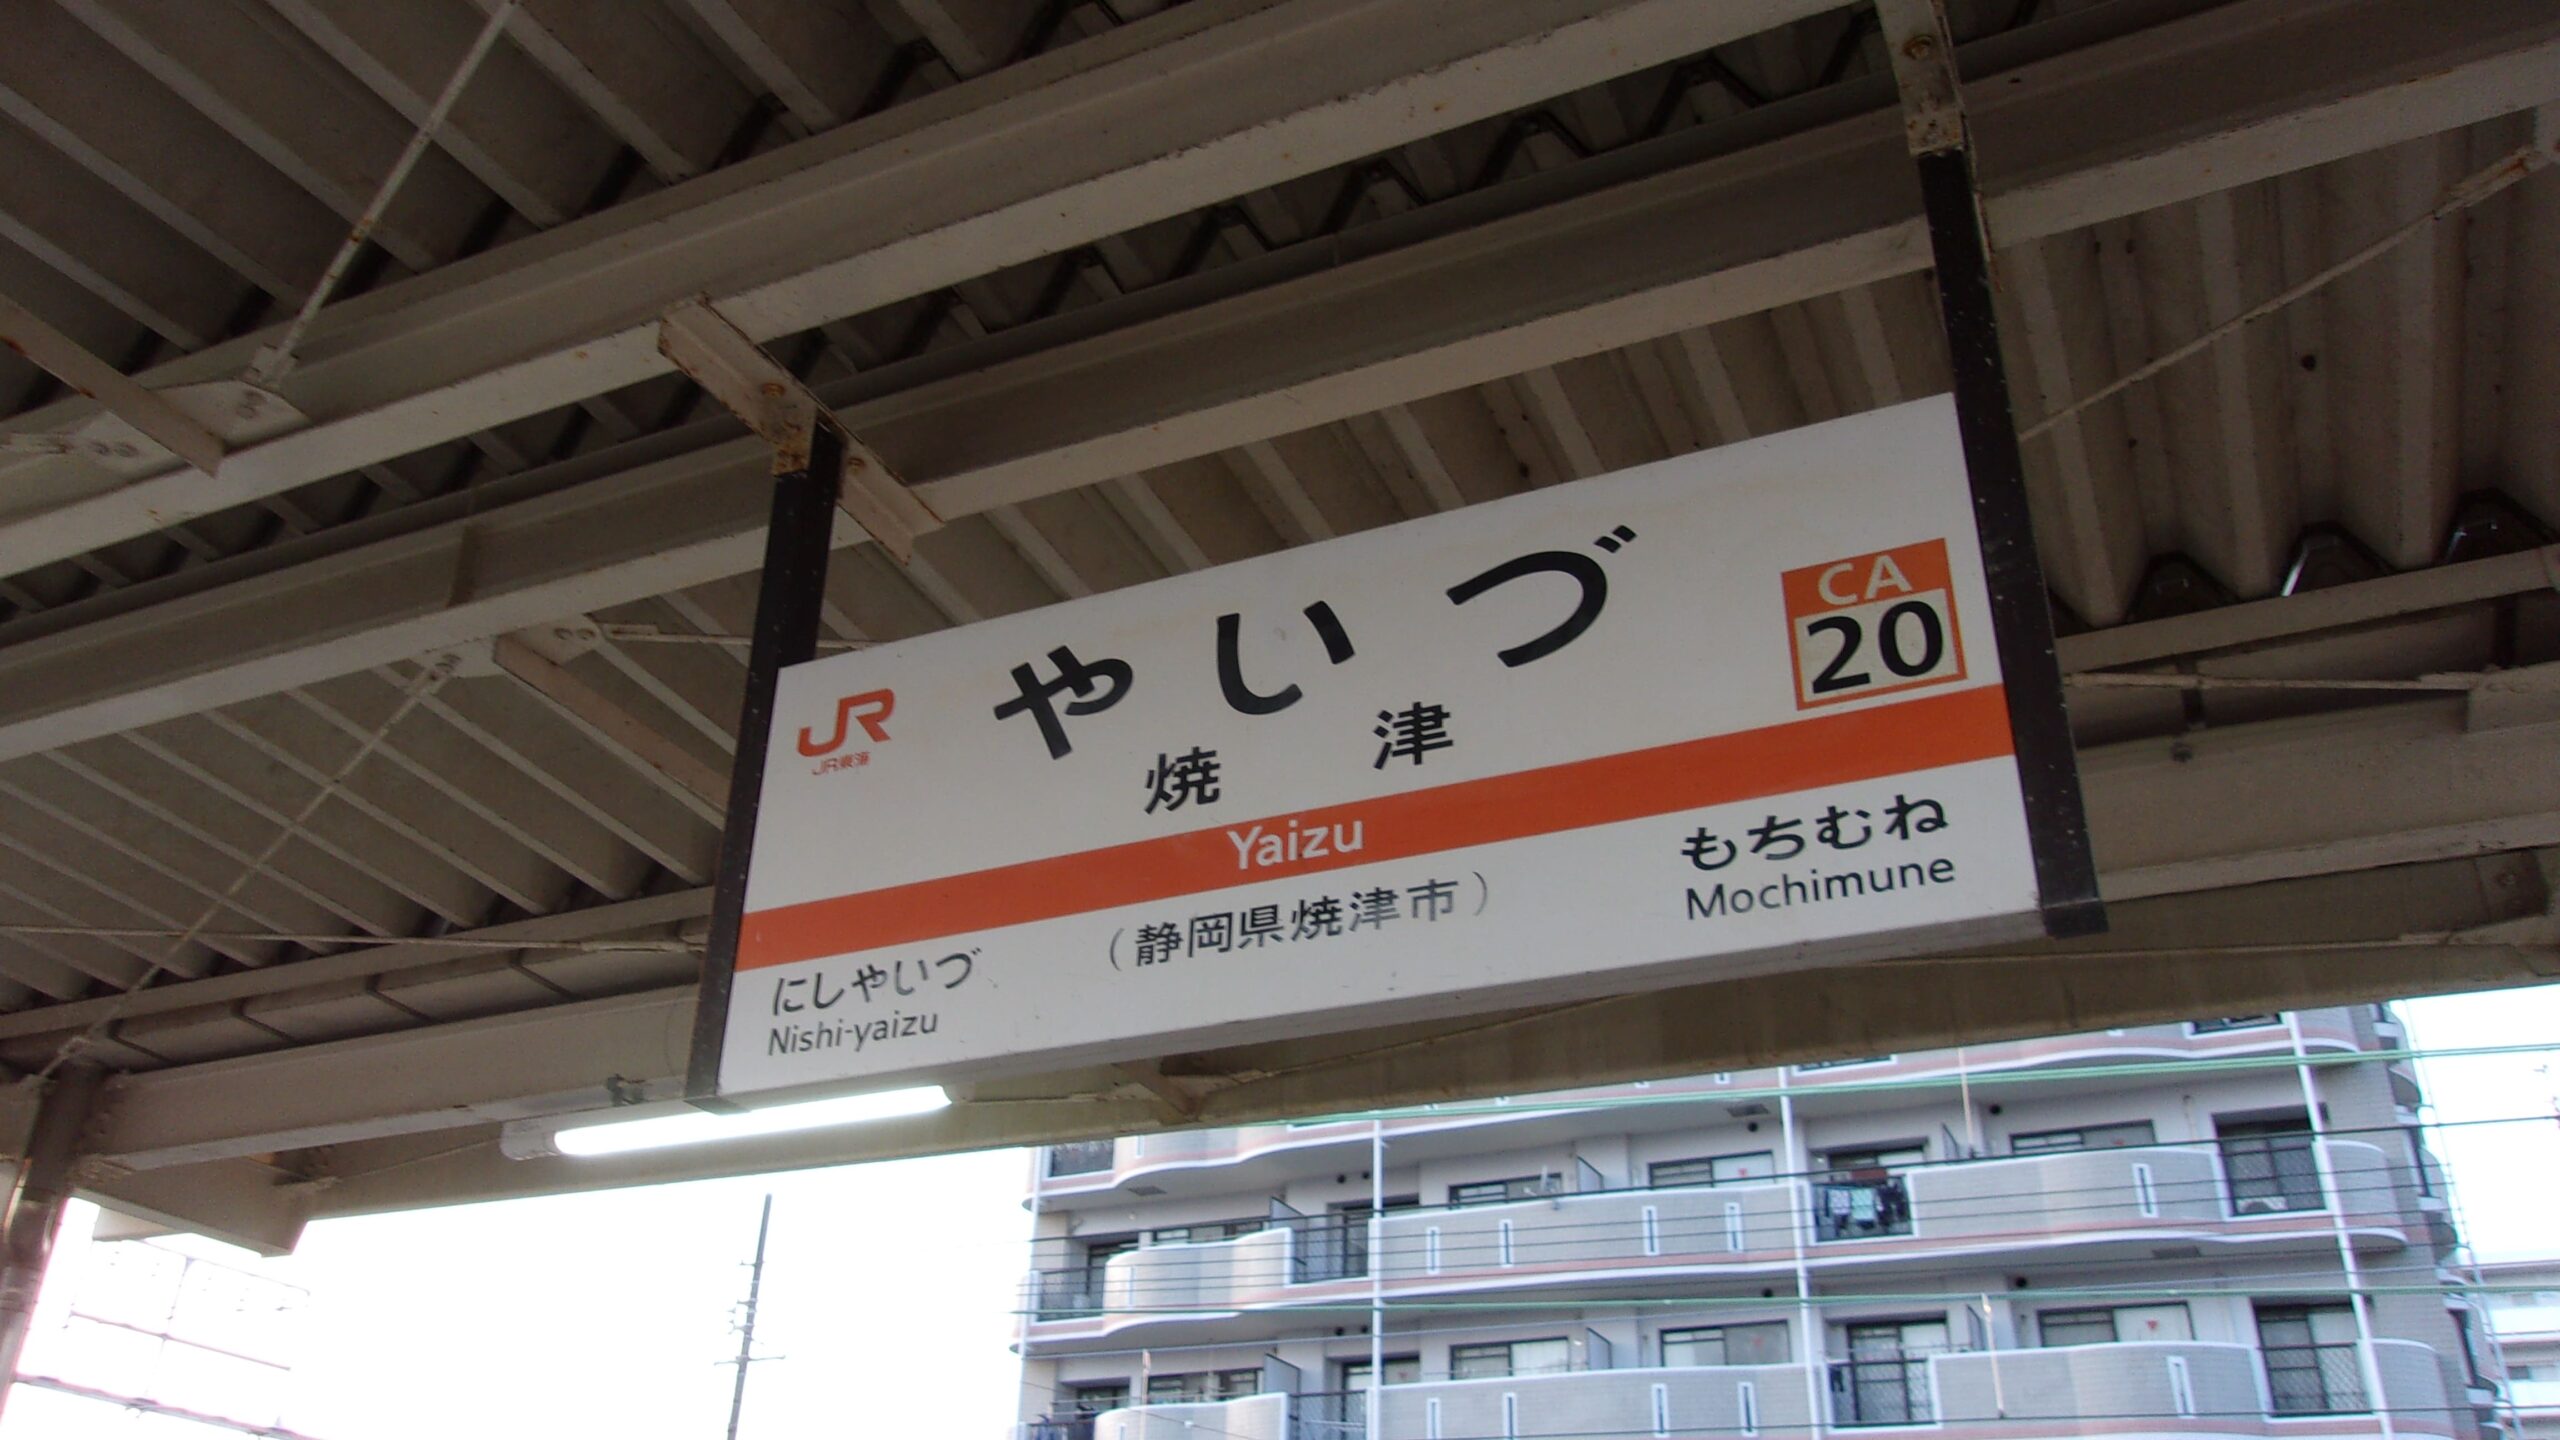 JR
JR東海
やいづ
CA
20
焼津
Yaizu
にしやいづ
Nishi-yaizu
(静岡県焼津市)
もちむね
Mochimune